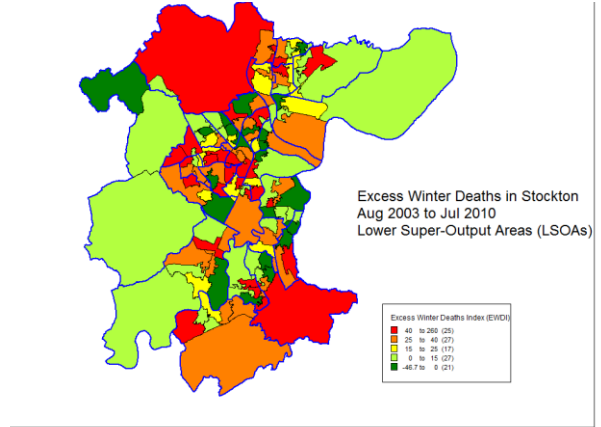 Excess Winter Deaths in Stockton
Aug 2003 to Jul 2010
Lower Super-Output Areas (LSOAs)
Excess Winter Deaths Index (EWDI)
40 to 260 (25)
25 to 40 (27)
15 to 25 (17)
0 to 15 (27)
-46.7 to 0 (21)